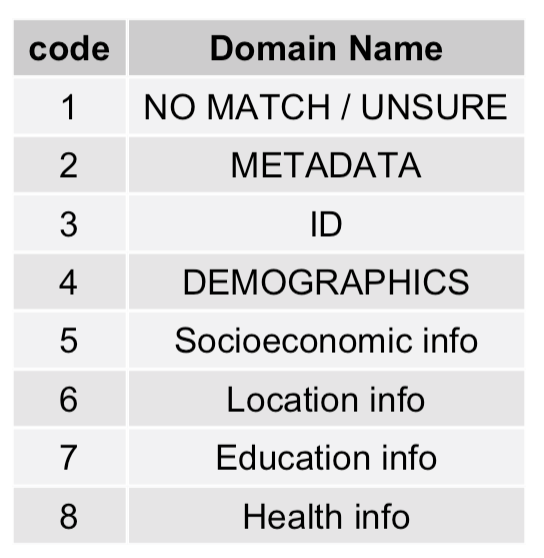 code Domain Name
1 NO MATCH / UNSURE
2 METADATA
3 ID
4 DEMOGRAPHICS
5 Socioeconomic info
6 Location info
7 Education info
8 Health info